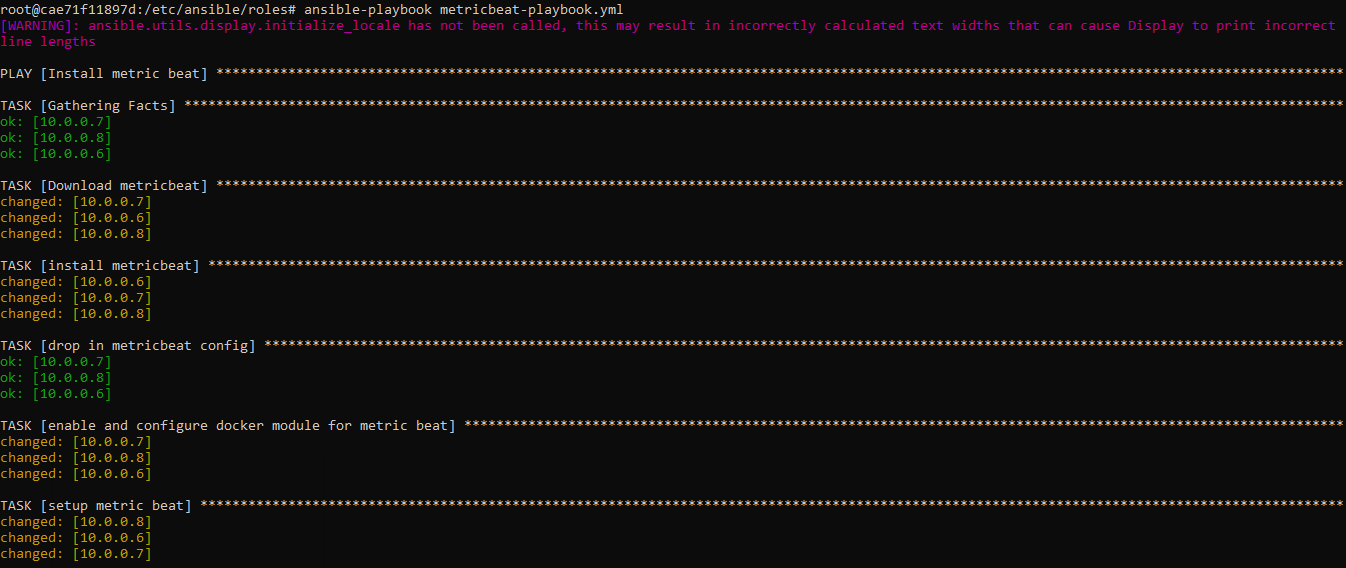 root@cae71f11897d:/etc/ansible/roles# ansible-playbook metricbeat-playbook.yml
[WARNING]: ansible.utils.display.initialize_locale has not been called, this may result in incorrectly calculated text widths that can cause Display to print incorrect
line lengths
PLAY [Install metric beat] *********************************************************************************************************************************************
TASK [Gathering Facts] *************************************************************************************************************************************************
ok: [10.0.0.7]
ok: [10.0.0.8]
ok: [10.0.0.6]
TASK [Download metricbeat] *********************************************************************************************************************************************
changed: [10.0.0.7]
changed: [10.0.0.6]
changed: [10.0.0.8]
TASK [install metricbeat] **********************************************************************************************************************************************
changed: [10.0.0.6]
changed: [10.0.0.7]
changed: [10.0.0.8]
TASK [drop in metricbeat config] ***************************************************************************************************************************************
ok: [10.0.0.7]
ok: [10.0.0.8]
ok: [10.0.0.6]
TASK [enable and configure docker module for metric beat] **************************************************************************************************************
changed: [10.0.0.7]
changed: [10.0.0.8]
changed: [10.0.0.6]
TASK [setup metric beat] ***********************************************************************************************************************************************
changed: [10.0.0.8]
changed: [10.0.0.6]
changed: [10.0.0.7]